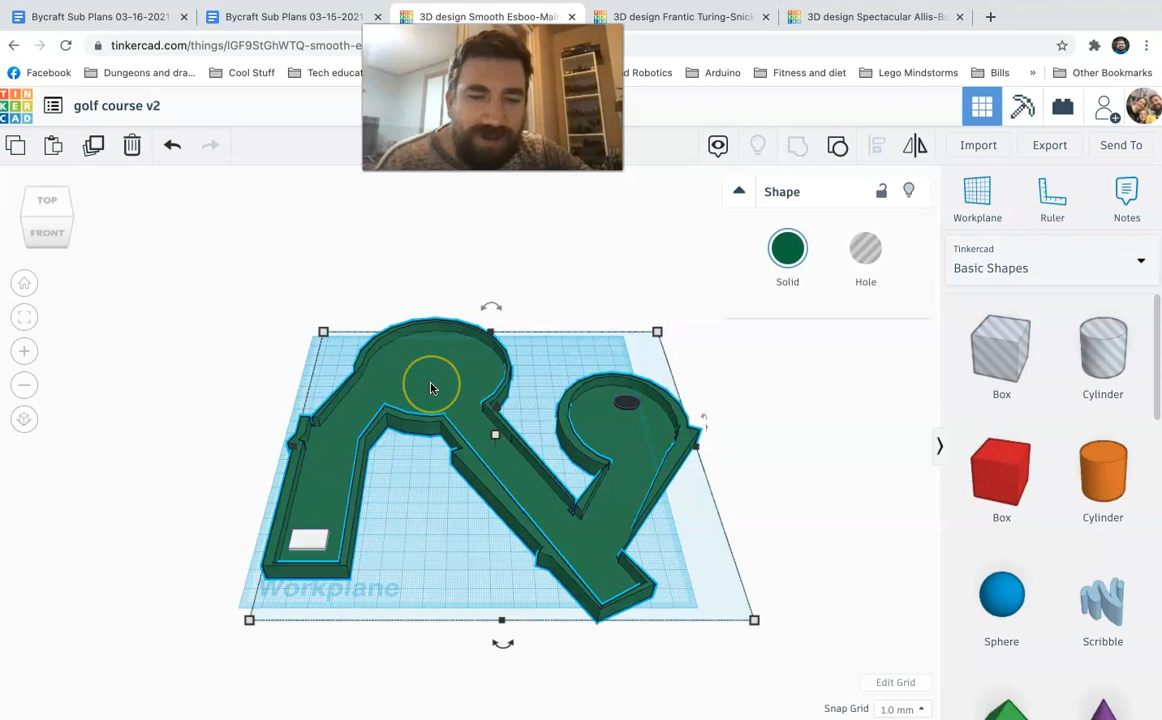 Bycraft Sub Plans 03-16-2021
Bycraft Sub Plans 03-15-2021
3D design Smooth Esboo-Main
3D design Frantic Turing-Snick
3D design Spectacular Allis-Bo
tinkercad.com/things/lGF9StGhWTQ-smooth-e
Facebook
Dungeons and dra...
Cool Stuff
Tech educat
d Robotics
Arduino
Fitness and diet
Lego Mindstorms
Bills
»
Other Bookmarks
TIN
KER
CAD
golf course v2
Import
Export
Send To
TOP
FRONT
Shape
Solid
Hole
Workplane
Ruler
Notes
Tinkercad
Basic Shapes
Box
Cylinder
Box
Cylinder
Sphere
Scribble
Workplane
Edit Grid
Snap Grid
1.0 mm